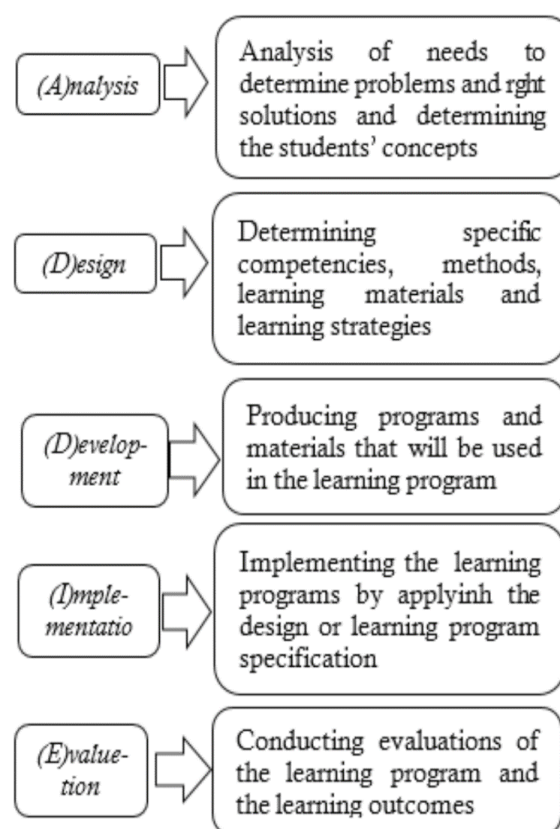 (A)nalysis
Analysis of needs to
determine problems and rght
solutions and determining
the students' concepts
(D)esign
Determining specific
competencies, methods,
learning materials and
learning strategies
(D)evelop-
ment
Producing programs and
materials that will be used
in the learning program
(I)mple-
mentatio
Implementing the learning
programs by applyinh the
design or learning program
specification
(E)value-
tion
Conducting evaluations of
the learning program and
the learning outcomes